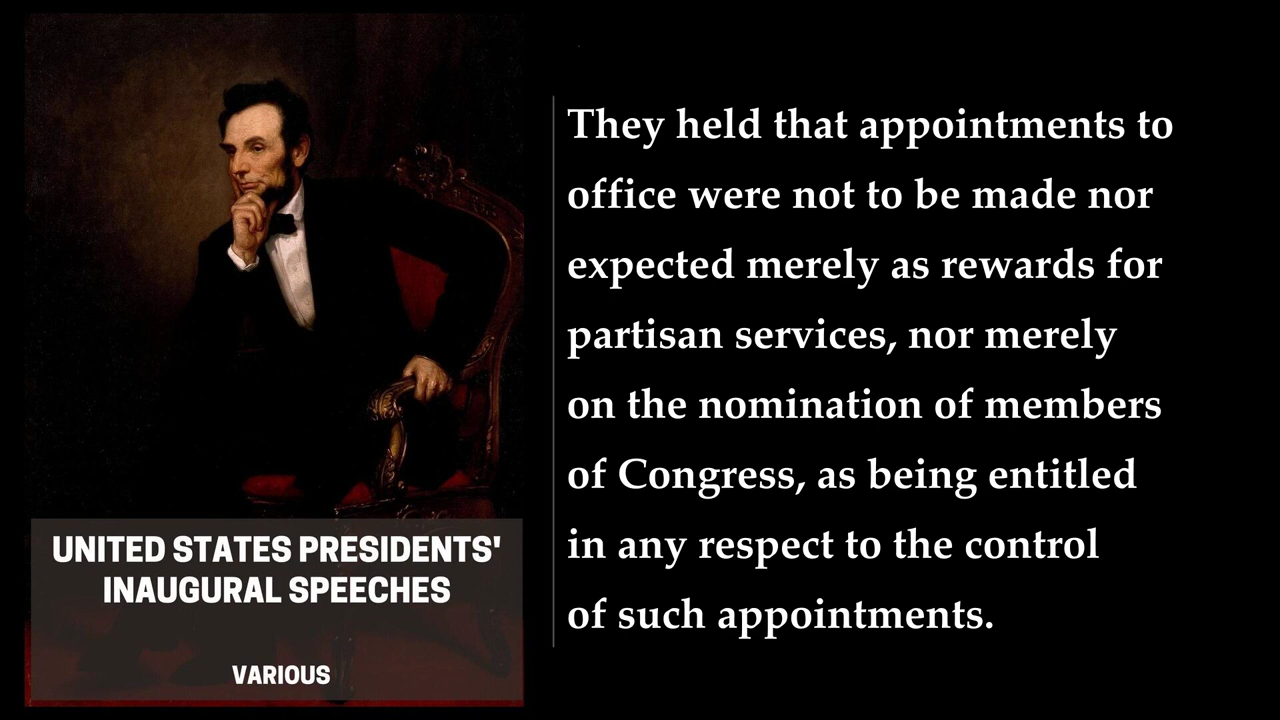 UNITED STATES PRESIDENTS'
INAUGURAL SPEECHES
VARIOUS
They held that appointments to
office were not to be made nor
expected merely as rewards for
partisan services, nor merely
on the nomination of members
of Congress, as being entitled
in any respect to the control
of such appointments.